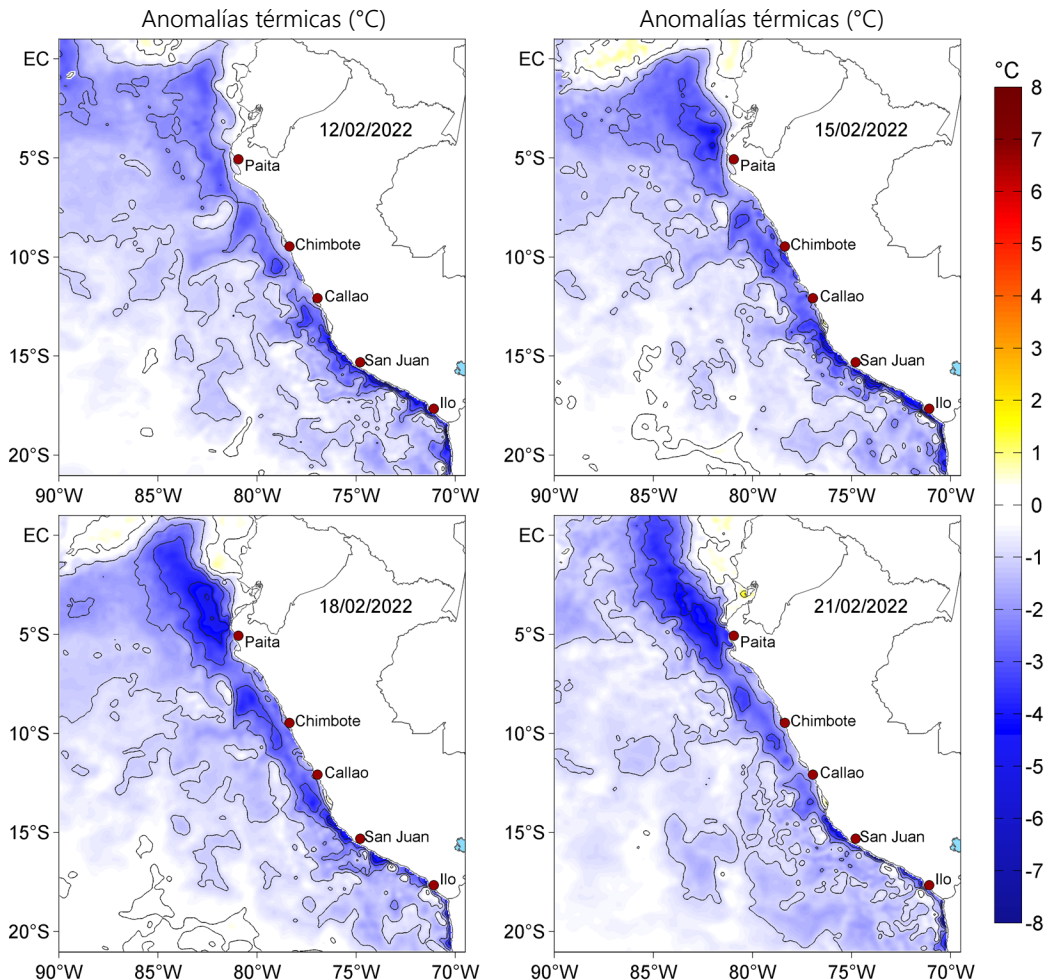 Anomalías térmicas (°C)
Anomalías térmicas (°C)
EC
5°S
10°S
15°S
20°S
12/02/2022
Paita
Chimbote
Callao
San Juan
Ilo
90°W
85°W
80°W
75°W
70°W
EC
5°S
10°S
15°S
20°S
15/02/2022
Paita
Chimbote
Callao
San Juan
Ilo
90°W
85°W
80°W
75°W
70°W
EC
5°S
10°S
15°S
20°S
18/02/2022
Paita
Chimbote
Callao
San Juan
Ilo
90°W
85°W
80°W
75°W
70°W
EC
5°S
10°S
15°S
20°S
21/02/2022
Paita
Chimbote
Callao
San Juan
Ilo
90°W
85°W
80°W
75°W
70°W
°C
8
7
6
5
4
3
2
1
0
-1
-2
-3
-4
-5
-6
-7
-8